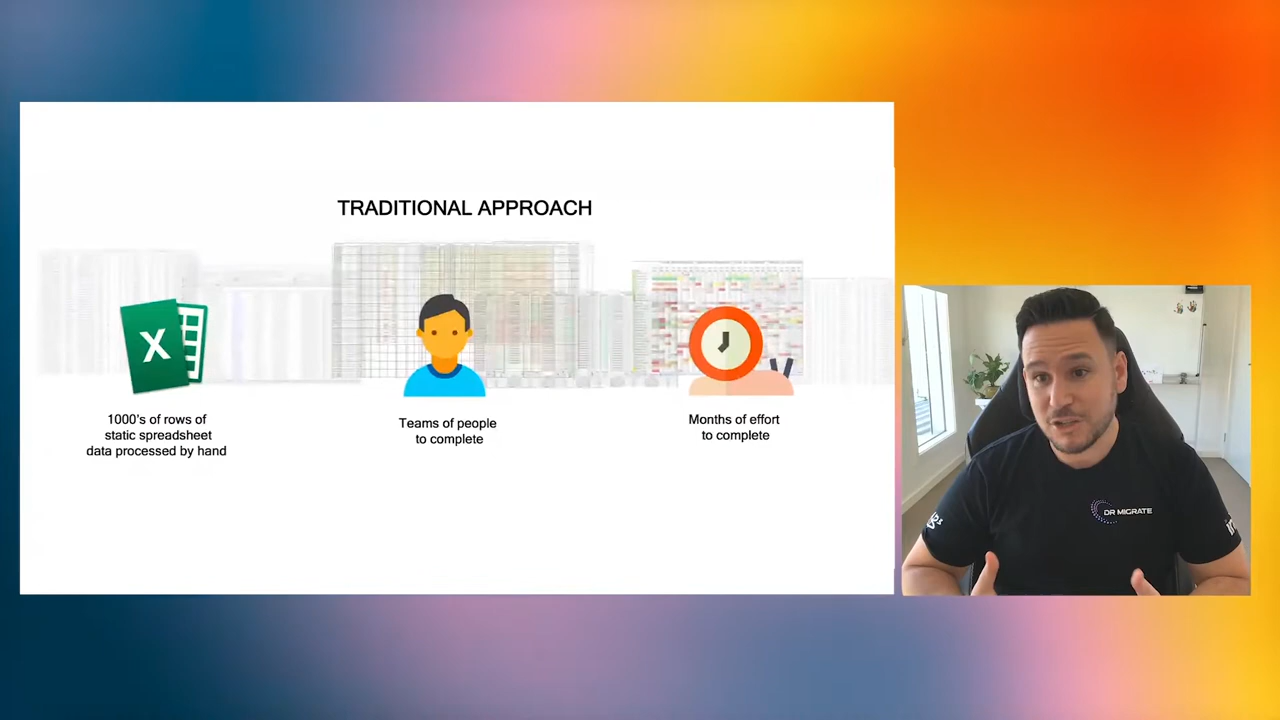 TRADITIONAL APPROACH
X
1000's of rows of
static spreadsheet
data processed by hand
Teams of people
to complete
Months of effort
to complete
DR MIGRATE